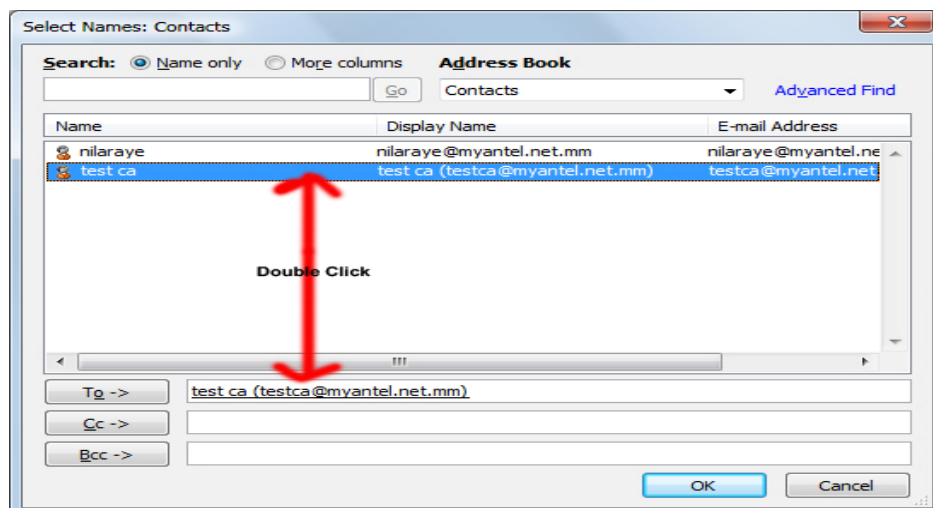 Select Names: Contacts
Search: Name only More columns Address Book
Go Contacts Advanced Find
Name Display Name E-mail Address
nilaraye nilaraye@myantel.net.mm nilaraye@myantel.ne
test ca test ca (testca@myantel.net.mm) testca@myantel.net
Double Click
To -> test ca (testca@myantel.net.mm)
Cc ->
Bcc ->
OK Cancel